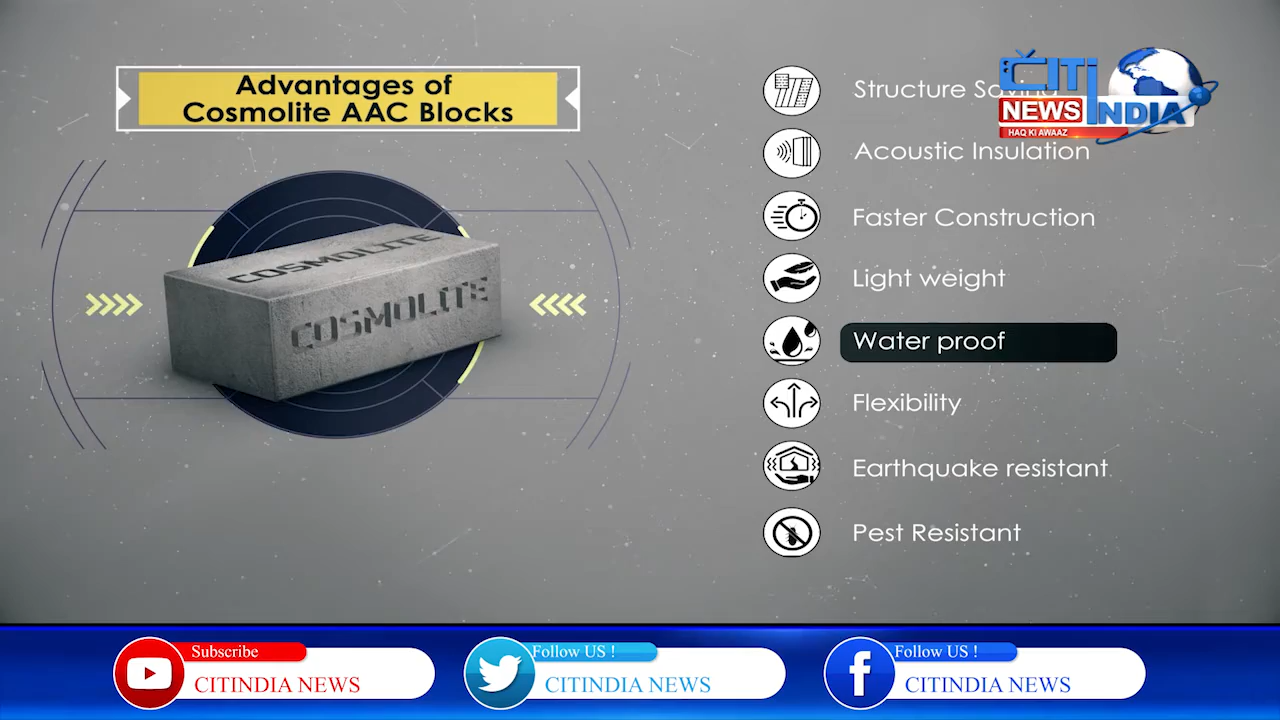 Advantages of
Cosmolite AAC Blocks
COSMOLITE
COSMOLITE
Structure Saving
Acoustic Insulation
Faster Construction
Light weight
Water proof
Flexibility
Earthquake resistant
Pest Resistant
CITI
NEWS INDIA
HAQ KI AWAAZ
Subscribe
CITINDIA NEWS
Follow US !
CITINDIA NEWS
Follow US !
CITINDIA NEWS